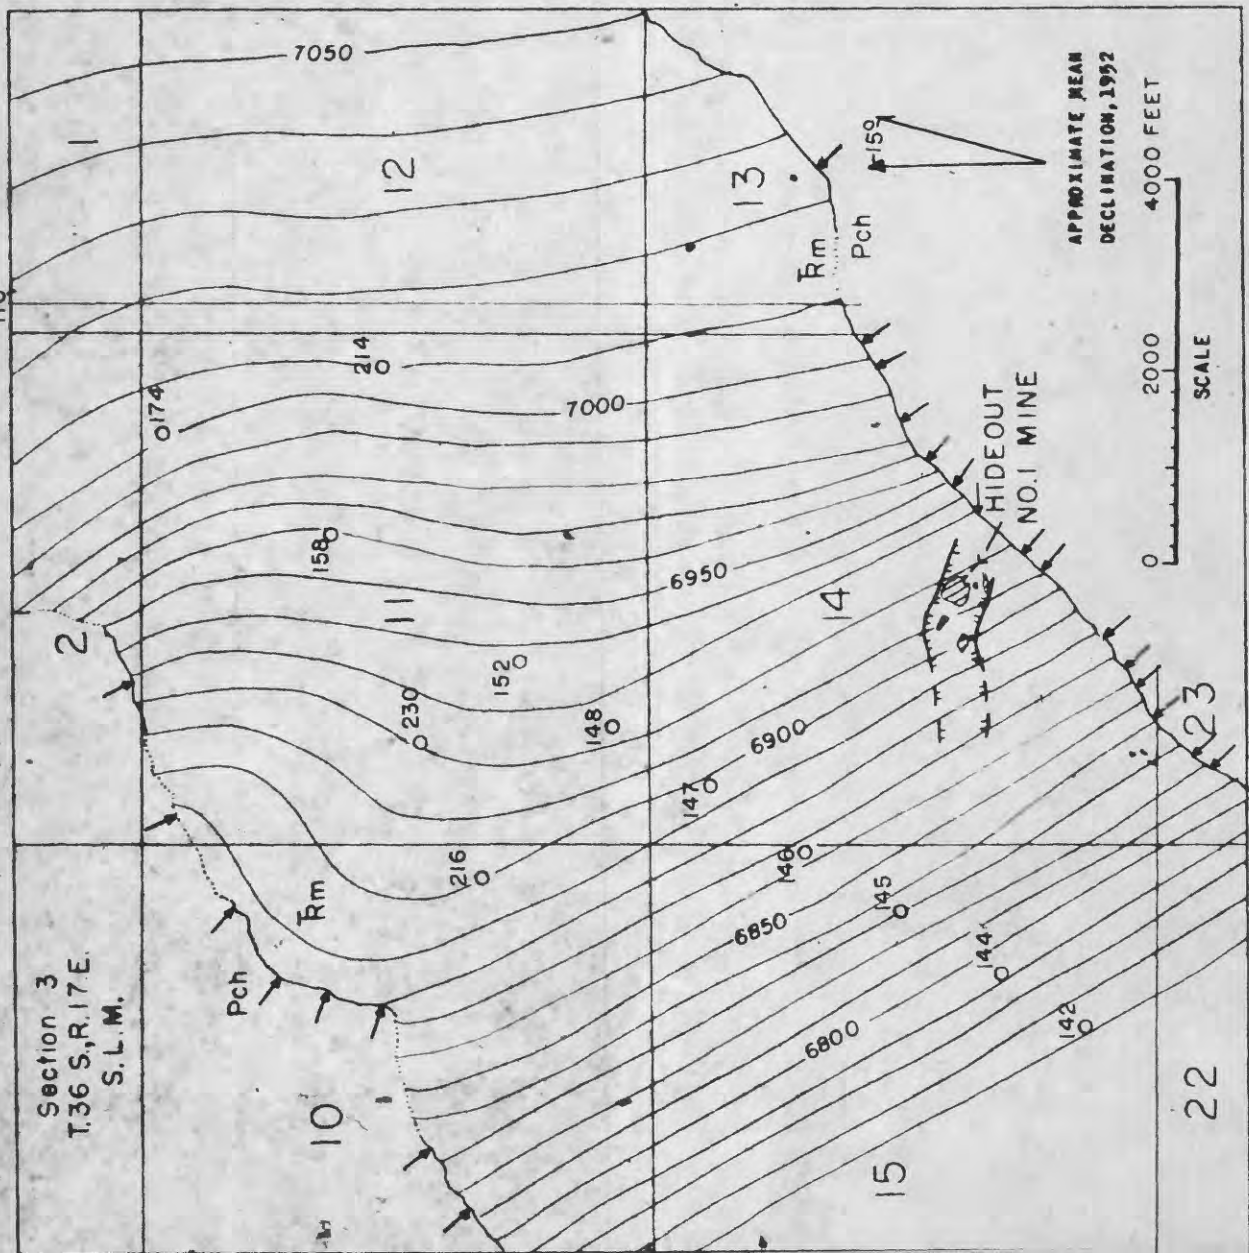 Section 3
T.36 S.,R.17 E.
S.L.M.
2
1
7050
12
10
11
174
214
158
230
152
148
216
7000
6950
Pch
T̄Rm
15
14
13
147
146
145
144
142
6900
6850
6800
T̄Rm
Pch
HIDEOUT
NO.1 MINE
22
23
15°
APPROXIMATE MEAN
DECLINATION, 1952
0 2000 4000 FEET
SCALE